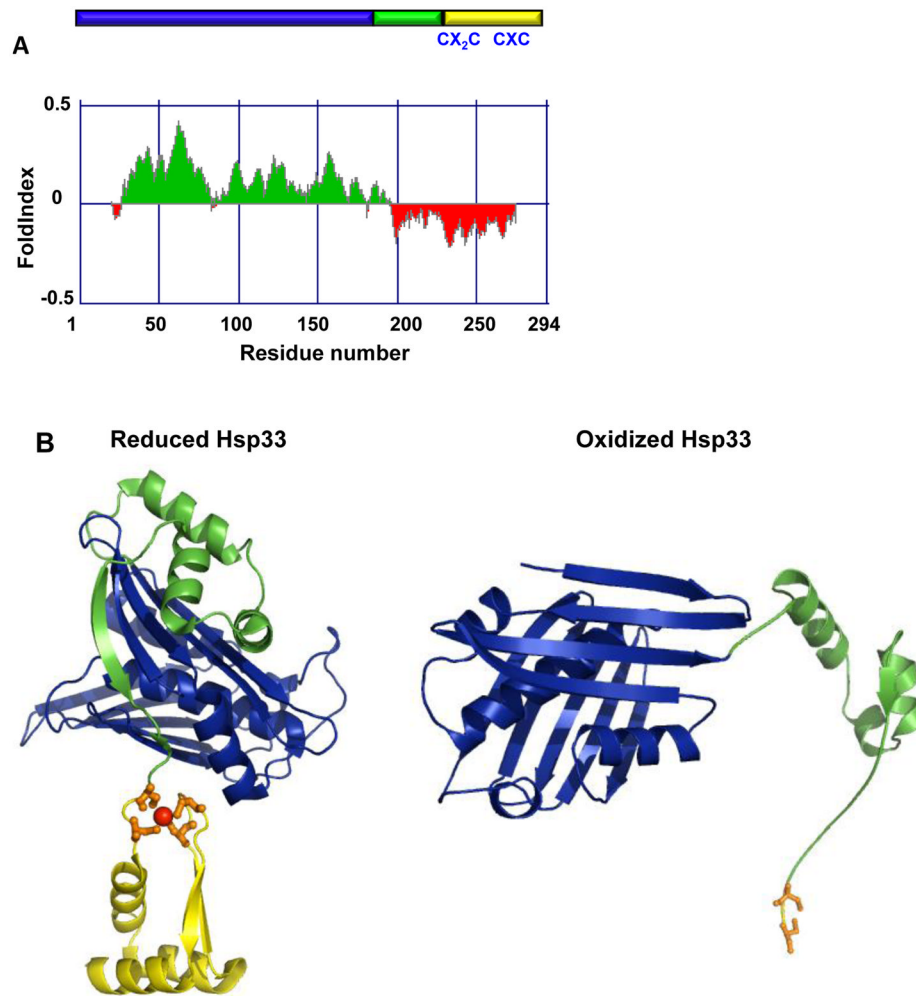 CX₂C CXC
A
0.5
0
-0.5
FoldIndex
1 50 100 150 200 250 294
Residue number
B Reduced Hsp33 Oxidized Hsp33